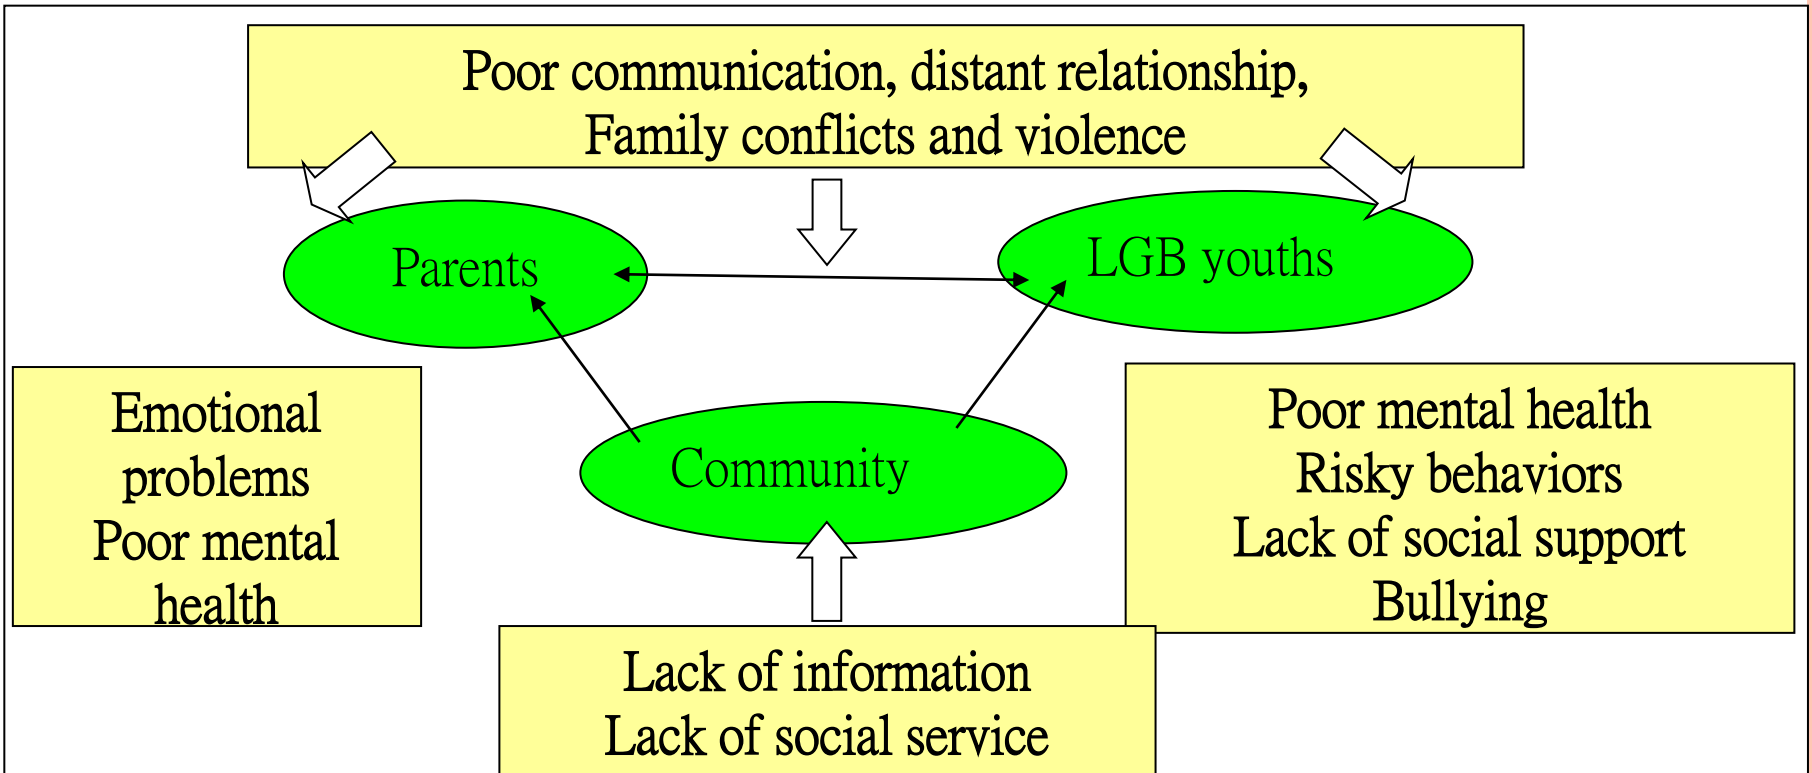 Poor communication, distant relationship,
Family conflicts and violence
Parents
LGB youths
Emotional
problems
Poor mental
health
Community
Poor mental health
Risky behaviors
Lack of social support
Bullying
Lack of information
Lack of social service